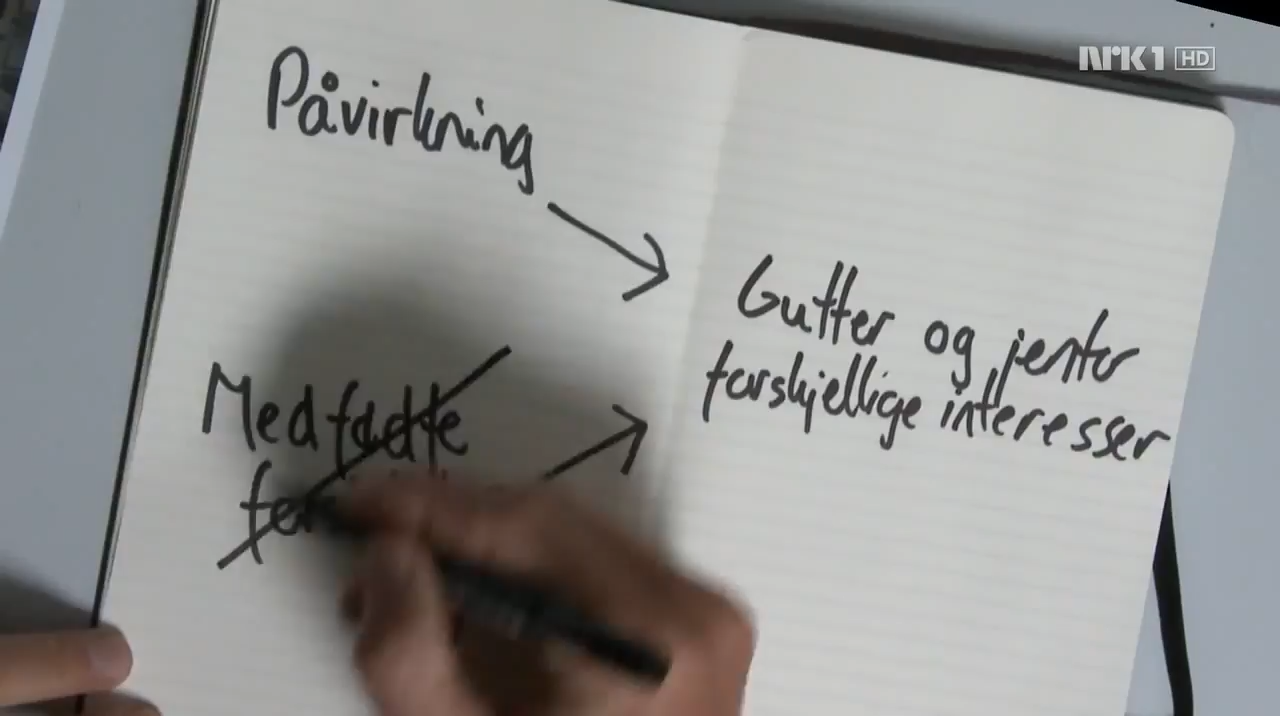 NRK1 HD
Påvirkning
Gutter og jenter
forskjellige interesser
Medfødte